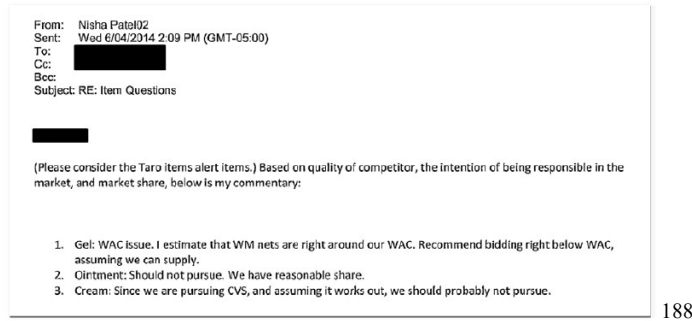 From: Nisha Patel02
Sent: Wed 6/04/2014 2:09 PM (GMT-05:00)
To:
Cc:
Bcc:
Subject: RE: Item Questions
(Please consider the Taro items alert items.) Based on quality of competitor, the intention of being responsible in the
market, and market share, below is my commentary:
1. Gel: WAC issue. I estimate that WM nets are right around our WAC. Recommend bidding right below WAC,
assuming we can supply.
2. Ointment: Should not pursue. We have reasonable share.
3. Cream: Since we are pursuing CVS, and assuming it works out, we should probably not pursue.
188